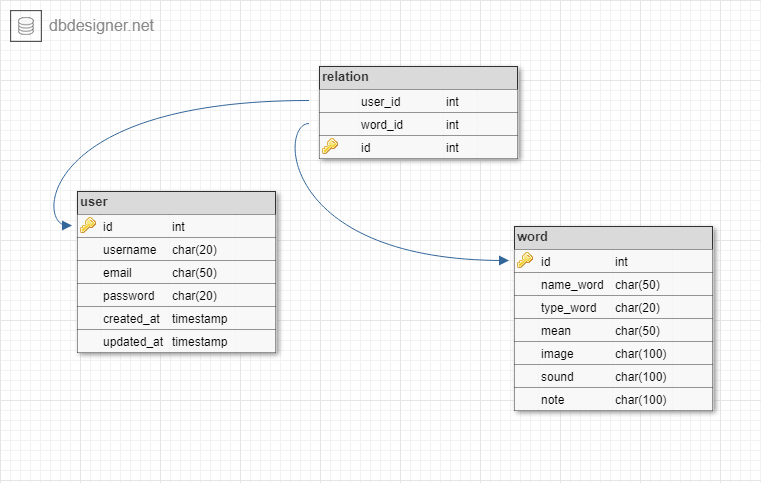 dbdesigner.net
relation
user_id int
word_id int
id int
user
id int
username char(20)
email char(50)
password char(20)
created_at timestamp
updated_at timestamp
word
id int
name_word char(50)
type_word char(20)
mean char(50)
image char(100)
sound char(100)
note char(100)